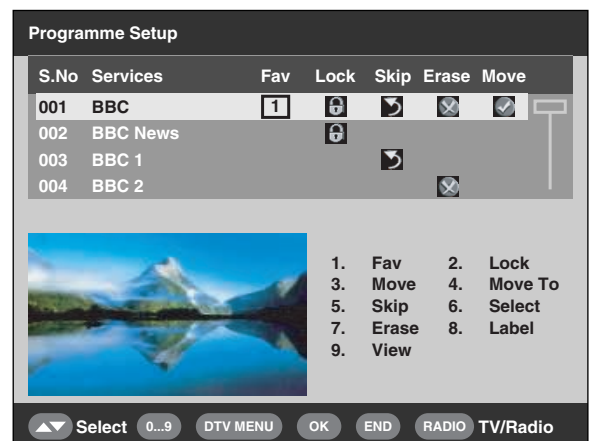 Programme Setup
S.No Services Fav Lock Skip Erase Move
001 BBC 1
002 BBC News
003 BBC 1
004 BBC 2
1. Fav 2. Lock
3. Move 4. Move To
5. Skip 6. Select
7. Erase 8. Label
9. View
Select 0...9 DTV MENU OK END RADIO TV/Radio